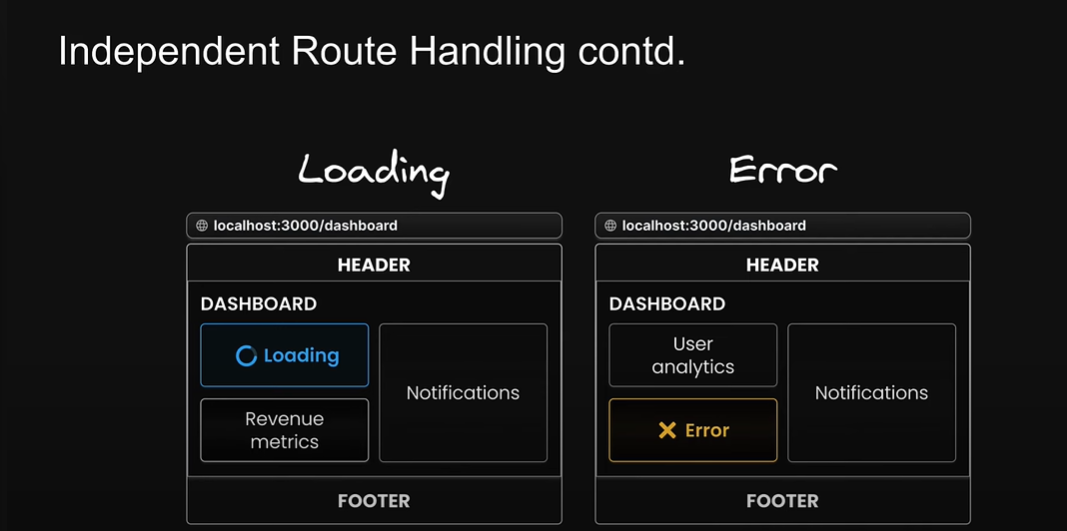 Independent Route Handling contd.
Loading
localhost:3000/dashboard
HEADER
DASHBOARD
Loading
Notifications
Revenue
metrics
FOOTER
Error
localhost:3000/dashboard
HEADER
DASHBOARD
User
analytics
Notifications
Error
FOOTER